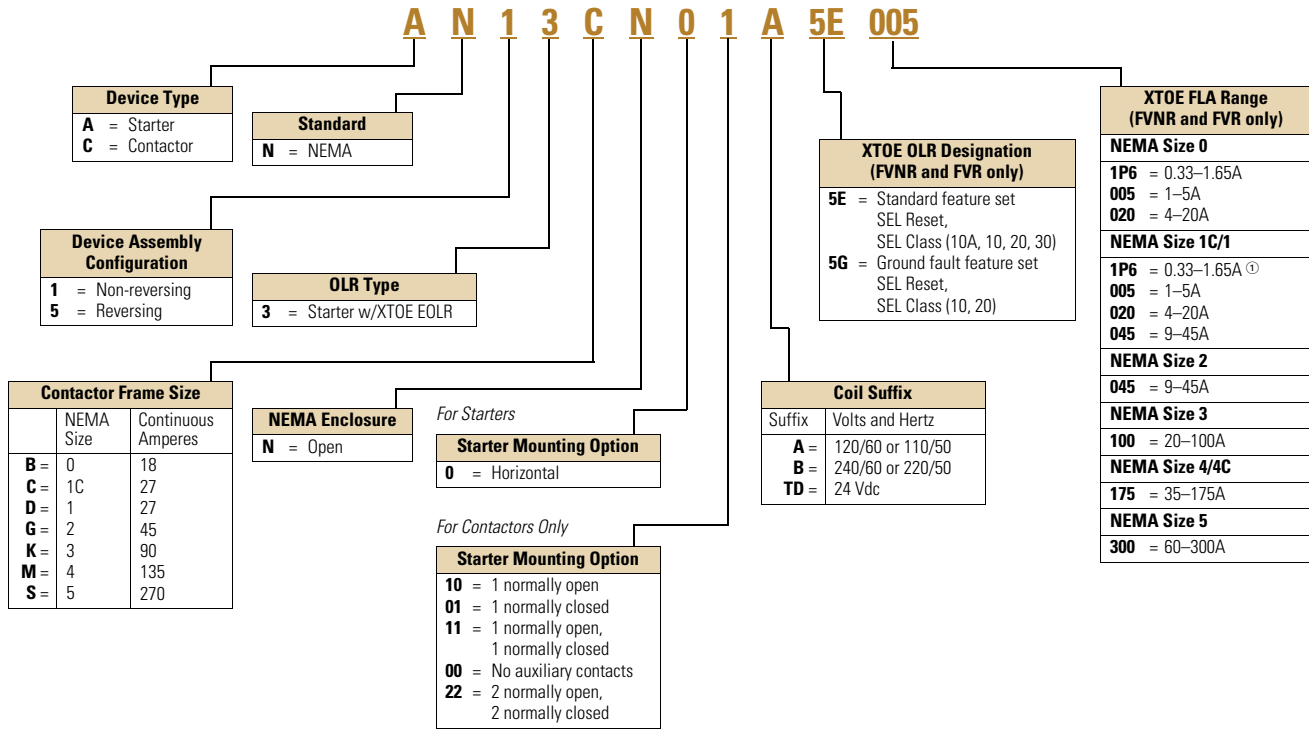 A N 1 3 C N 0 1 A 5E 005
Device Type
A = Starter
C = Contactor
Standard
N = NEMA
Device Assembly
Configuration
1 = Non-reversing
5 = Reversing
OLR Type
3 = Starter w/XTOE EOLR
Contactor Frame Size
NEMA Size Continuous Amperes
B = 0 18
C = 1C 27
D = 1 27
G = 2 45
K = 3 90
M = 4 135
S = 5 270
NEMA Enclosure
N = Open
For Starters
Starter Mounting Option
0 = Horizontal
For Contactors Only
Starter Mounting Option
10 = 1 normally open
01 = 1 normally closed
11 = 1 normally open,
1 normally closed
00 = No auxiliary contacts
22 = 2 normally open,
2 normally closed
Coil Suffix
Suffix Volts and Hertz
A = 120/60 or 110/50
B = 240/60 or 220/50
TD = 24 Vdc
XTOE OLR Designation
(FVNR and FVR only)
5E = Standard feature set
SEL Reset,
SEL Class (10A, 10, 20, 30)
5G = Ground fault feature set
SEL Reset,
SEL Class (10, 20)
XTOE FLA Range
(FVNR and FVR only)
NEMA Size 0
1P6 = 0.33–1.65A
005 = 1–5A
020 = 4–20A
NEMA Size 1C/1
1P6 = 0.33–1.65A ①
005 = 1–5A
020 = 4–20A
045 = 9–45A
NEMA Size 2
045 = 9–45A
NEMA Size 3
100 = 20–100A
NEMA Size 4/4C
175 = 35–175A
NEMA Size 5
300 = 60–300A